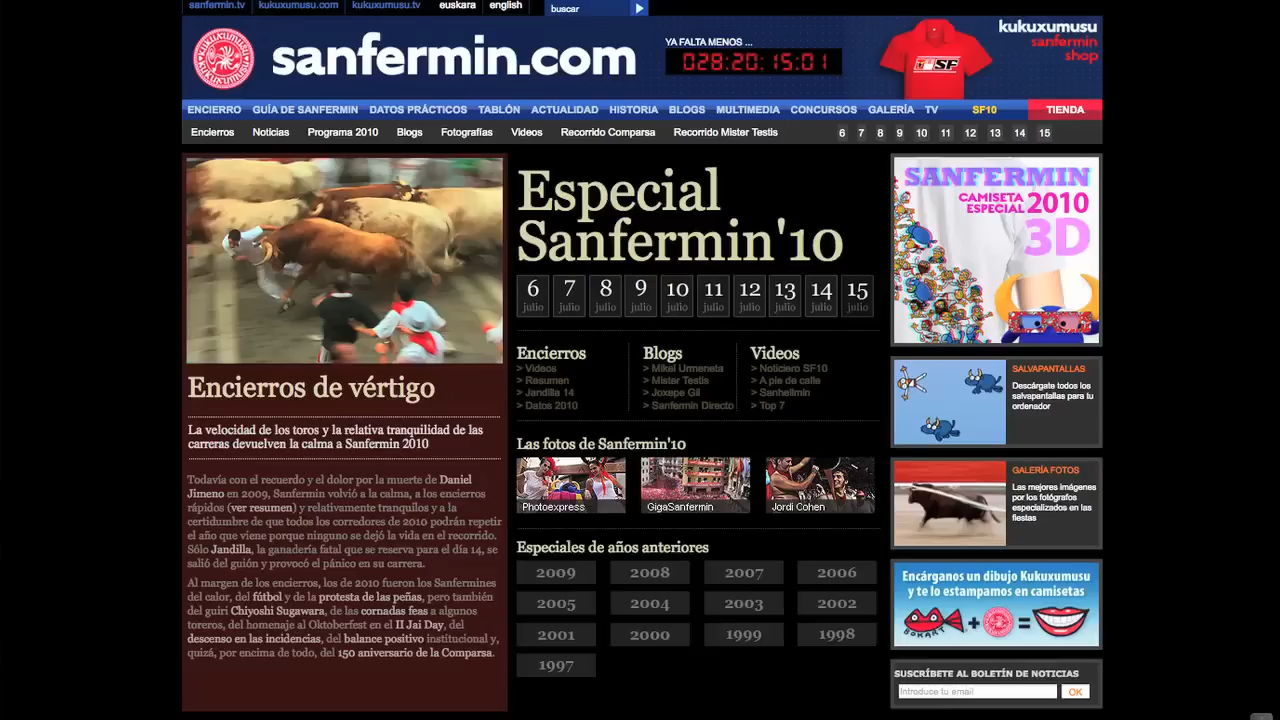 sanfermin.tv kukuxumusu.com kukuxumusu.tv euskara english buscar
KUKUXUMUSU KUKUXUMUSU
sanfermin.com
YA FALTA MENOS ...
028:20:15:01
SF
kukuxumusu
sanfermin
shop
ENCIERRO GUÍA DE SANFERMIN DATOS PRÁCTICOS TABLÓN ACTUALIDAD HISTORIA BLOGS MULTIMEDIA CONCURSOS GALERÍA TV SF10 TIENDA
Encierros Noticias Programa 2010 Blogs Fotografías Videos Recorrido Comparsa Recorrido Mister Testis 6 7 8 9 10 11 12 13 14 15
Encierros de vértigo
La velocidad de los toros y la relativa tranquilidad de las
carreras devuelven la calma a Sanfermin 2010
Todavía con el recuerdo y el dolor por la muerte de Daniel
Jimeno en 2009, Sanfermin volvió a la calma, a los encierros
rápidos (ver resumen) y relativamente tranquilos y a la
certidumbre de que todos los corredores de 2010 podrán repetir
el año que viene porque ninguno se dejó la vida en el recorrido.
Sólo Jandilla, la ganadería fatal que se reserva para el día 14, se
salió del guión y provocó el pánico en su carrera.
Al margen de los encierros, los de 2010 fueron los Sanfermines
del calor, del fútbol y de la protesta de las peñas, pero también
del guiri Chiyoshi Sugawara, de las cornadas feas a algunos
toreros, del homenaje al Oktoberfest en el II Jai Day, del
descenso en las incidencias, del balance positivo institucional y,
quizá, por encima de todo, del 150 aniversario de la Comparsa.
Especial
Sanfermin'10
6 7 8 9 10 11 12 13 14 15
julio julio julio julio julio julio julio julio julio julio
Encierros
> Videos
> Resumen
> Jandilla 14
> Datos 2010
Blogs
> Mikel Urmeneta
> Mister Testis
> Joxepe Gil
> Sanfermin Directo
Videos
> Noticiero SF10
> A pie de calle
> Sanhelimin
> Top 7
Las fotos de Sanfermin'10
Photoexpress GigaSanfermin Jordi Cohen
Especiales de años anteriores
2009 2008 2007 2006
2005 2004 2003 2002
2001 2000 1999 1998
1997
SANFERMIN
CAMISETA
ESPECIAL 2010
3D
SALVAPANTALLAS
Descárgate todos los
salvapantallas para tu
ordenador
GALERÍA FOTOS
Las mejores imágenes
por los fotógrafos
especializados en las
fiestas
Encárganos un dibujo Kukuxumusu
y te lo estampamos en camisetas
BOKART + =
SUSCRÍBETE AL BOLETÍN DE NOTICIAS
Introduce tu email OK